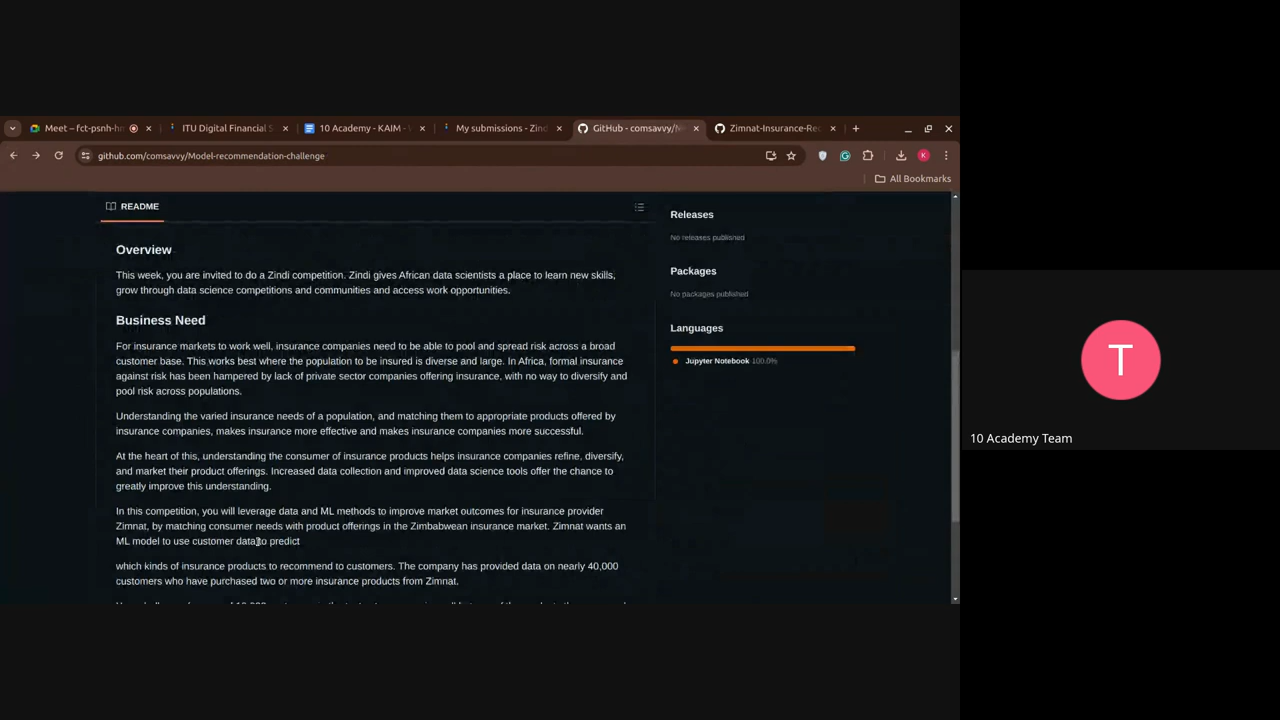 Meet – fct-psnh-hn
ITU Digital Financial S
10 Academy - KAIM - W
My submissions - Zind
GitHub - comsavvy/M
Zimnat-Insurance-Rec
github.com/comsavvy/Model-recommendation-challenge
K
All Bookmarks
README
Overview
This week, you are invited to do a Zindi competition. Zindi gives African data scientists a place to learn new skills,
grow through data science competitions and communities and access work opportunities.
Business Need
For insurance markets to work well, insurance companies need to be able to pool and spread risk across a broad
customer base. This works best where the population to be insured is diverse and large. In Africa, formal insurance
against risk has been hampered by lack of private sector companies offering insurance, with no way to diversify and
pool risk across populations.
Understanding the varied insurance needs of a population, and matching them to appropriate products offered by
insurance companies, makes insurance more effective and makes insurance companies more successful.
At the heart of this, understanding the consumer of insurance products helps insurance companies refine, diversify,
and market their product offerings. Increased data collection and improved data science tools offer the chance to
greatly improve this understanding.
In this competition, you will leverage data and ML methods to improve market outcomes for insurance provider
Zimnat, by matching consumer needs with product offerings in the Zimbabwean insurance market. Zimnat wants an
ML model to use customer data to predict
which kinds of insurance products to recommend to customers. The company has provided data on nearly 40,000
customers who have purchased two or more insurance products from Zimnat.
Releases
No releases published
Packages
No packages published
Languages
Jupyter Notebook 100.0%
T
10 Academy Team